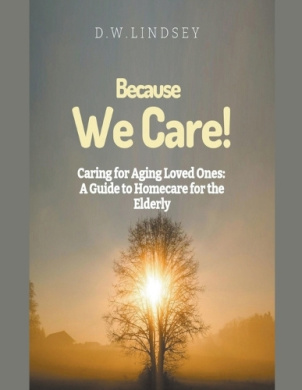 D.W.LINDSEY
Because
We Care!
Caring for Aging Loved Ones:
A Guide to Homecare for the
Elderly